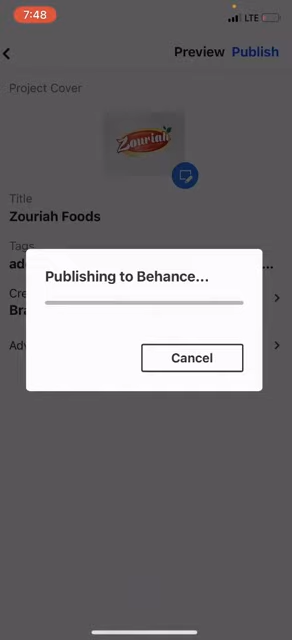 7:48
LTE
Preview Publish
Project Cover
Zouriah
Title
Zouriah Foods
Tags
ad
...
Publishing to Behance...
Cre
Bra
Adv
Cancel